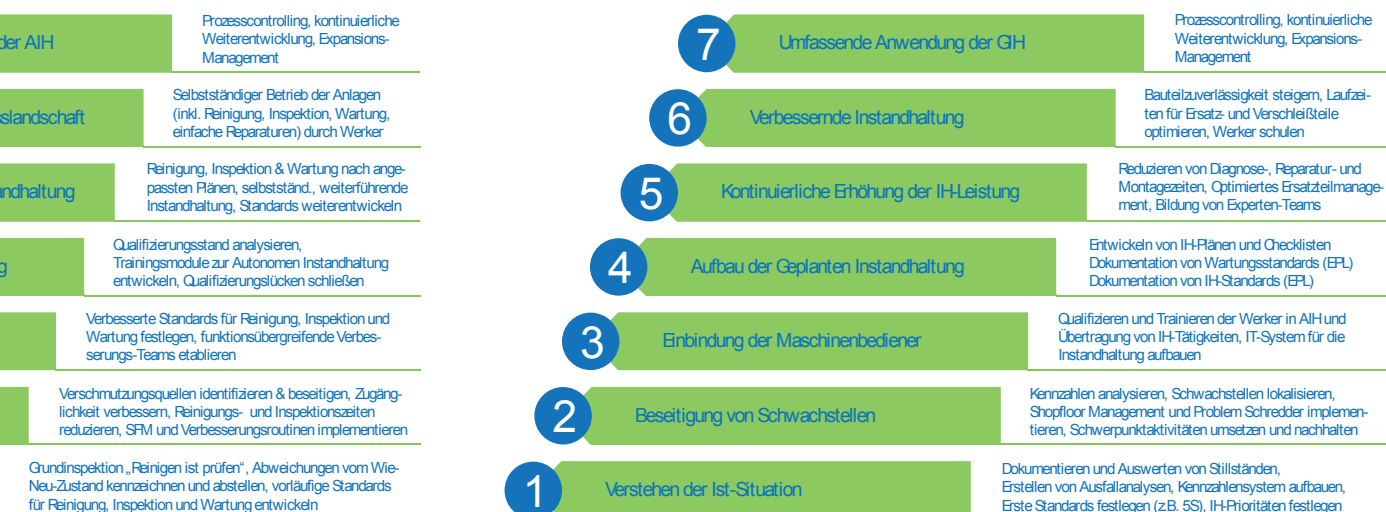 der AIH
Prozesscontrolling, kontinuierliche
Weiterentwicklung, Expansions-
Management
sslandschaft
Selbstständiger Betrieb der Anlagen
(inkl. Reinigung, Inspektion, Wartung,
einfache Reparaturen) durch Werker
andhaltung
Reinigung, Inspektion & Wartung nach ange-
passten Plänen, selbstständ., weiterführende
Instandhaltung, Standards weiterentwickeln
g
Qualifizierungsstand analysieren,
Trainingsmodule zur Autonomen Instandhaltung
entwickeln, Qualifizierungslücken schließen
Verbesserte Standards für Reinigung, Inspektion und
Wartung festlegen, funktionsübergreifende Verbes-
serungs-Teams etablieren
Verschmutzungsquellen identifizieren & beseitigen, Zugäng-
lichkeit verbessern, Reinigungs- und Inspektionszeiten
reduzieren, SFM und Verbesserungsroutinen implementieren
Grundinspektion „Reinigen ist prüfen“, Abweichungen vom Wie-
Neu-Zustand kennzeichnen und abstellen, vorläufige Standards
für Reinigung, Inspektion und Wartung entwickeln
7
Umfassende Anwendung der GIH
Prozesscontrolling, kontinuierliche
Weiterentwicklung, Expansions-
Management
6
Verbessernde Instandhaltung
Bauteilzuverlässigkeit steigern, Laufzei-
ten für Ersatz- und Verschleißteile
optimieren, Werker schulen
5
Kontinuierliche Erhöhung der IH-Leistung
Reduzieren von Diagnose-, Reparatur- und
Montagezeiten, Optimiertes Ersatzteilmanage-
ment, Bildung von Experten-Teams
4
Aufbau der Geplanten Instandhaltung
Entwickeln von IH-Plänen und Checklisten
Dokumentation von Wartungsstandards (EPL)
Dokumentation von IH-Standards (EPL)
3
Einbindung der Maschinenbediener
Qualifizieren und Trainieren der Werker in AIH und
Übertragung von IH-Tätigkeiten, IT-System für die
Instandhaltung aufbauen
2
Beseitigung von Schwachstellen
Kennzahlen analysieren, Schwachstellen lokalisieren,
Shopfloor Management und Problem Schredder implemen-
tieren, Schwerpunktaktivitäten umsetzen und nachhalten
1
Verstehen der Ist-Situation
Dokumentieren und Auswerten von Stillständen,
Erstellen von Ausfallanalysen, Kennzahlensystem aufbauen,
Erste Standards festlegen (z.B. 5S), IH-Prioritäten festlegen